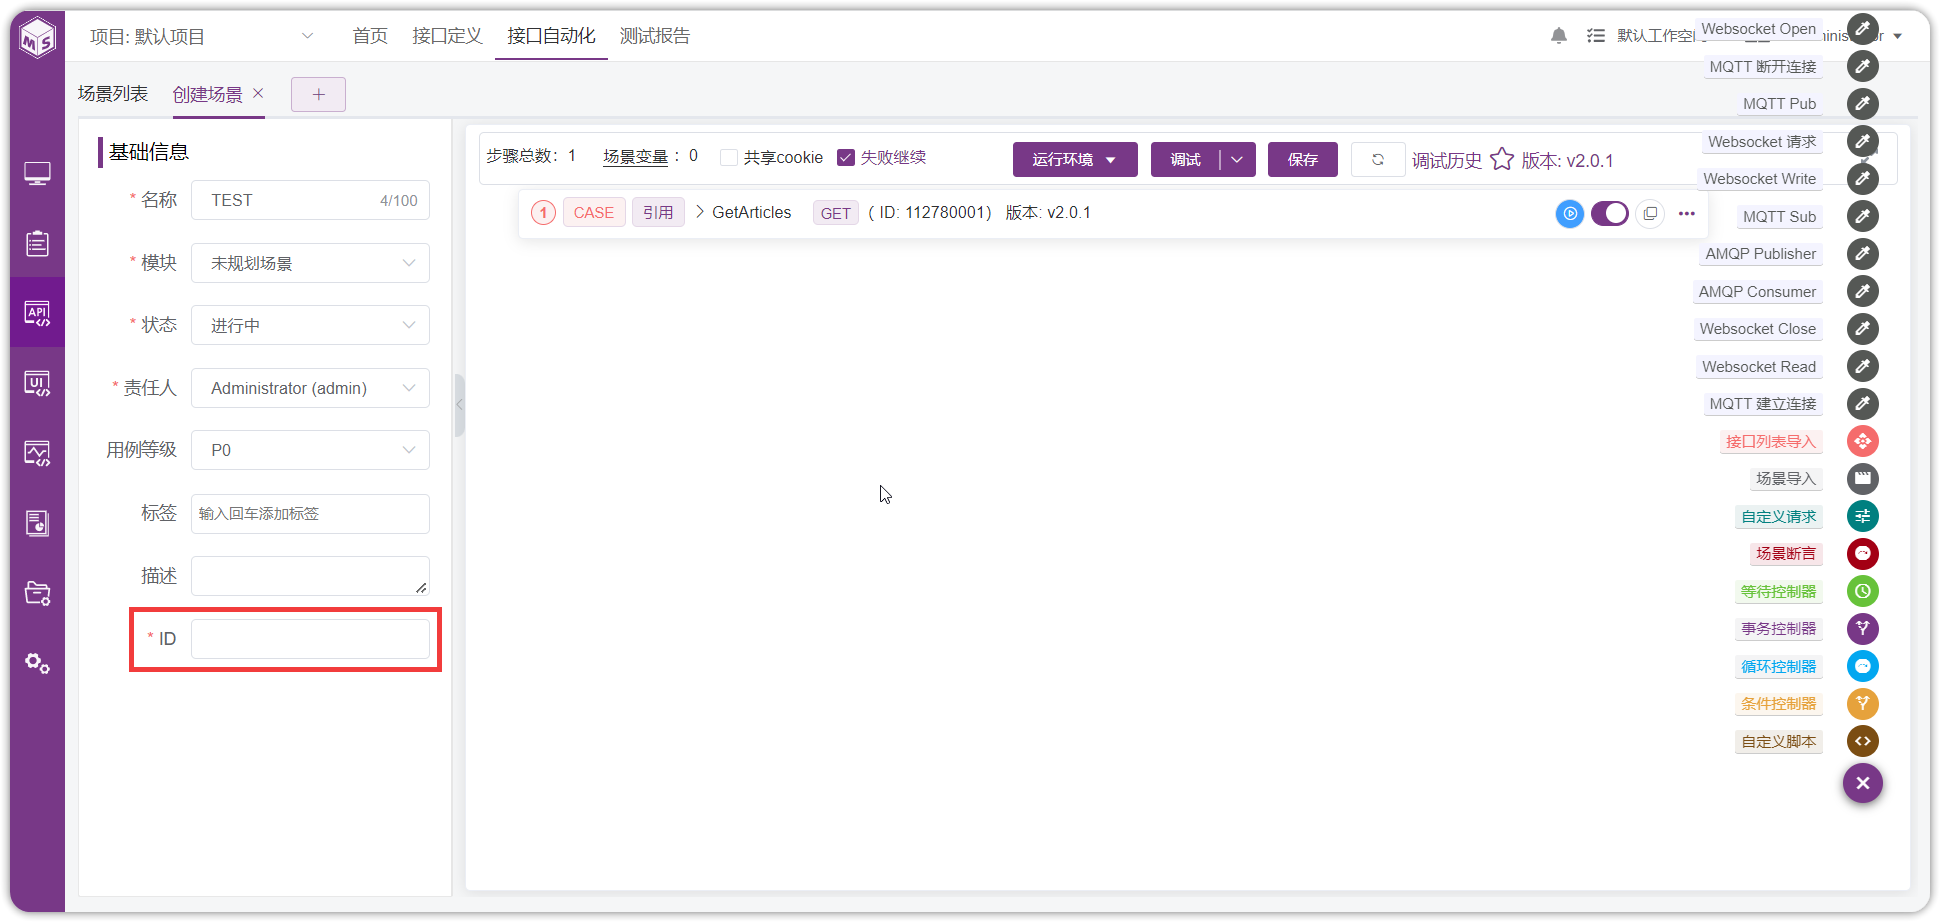 MS
项目: 默认项目
首页
接口定义
接口自动化
测试报告
默认工作空
场景列表
创建场景
+
API
UI
基础信息
* 名称 TEST 4/100
* 模块 未规划场景
* 状态 进行中
* 责任人 Administrator (admin)
用例等级 P0
标签 输入回车添加标签
描述
* ID
步骤总数: 1 场景变量 : 0 共享cookie 失败继续 运行环境 调试 保存 调试历史 版本: v2.0.1
1 CASE 引用 GetArticles GET ( ID: 112780001) 版本: v2.0.1
Websocket Open
MQTT 断开连接
MQTT Pub
Websocket 请求
Websocket Write
MQTT Sub
AMQP Publisher
AMQP Consumer
Websocket Close
Websocket Read
MQTT 建立连接
接口列表导入
场景导入
自定义请求
场景断言
等待控制器
事务控制器
循环控制器
条件控制器
自定义脚本